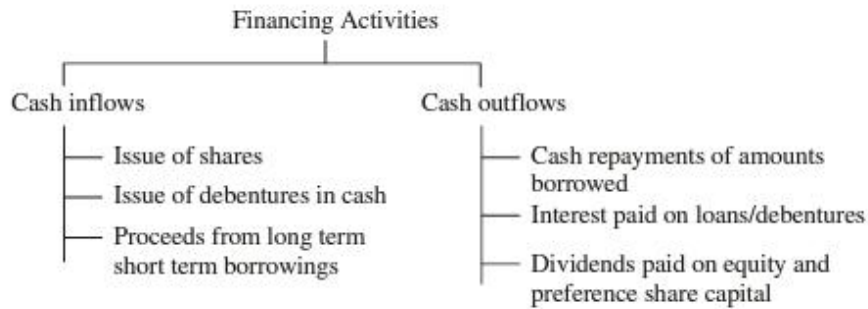 Financing Activities
Cash inflows
Issue of shares
Issue of debentures in cash
Proceeds from long term
short term borrowings
Cash outflows
Cash repayments of amounts
borrowed
Interest paid on loans/debentures
Dividends paid on equity and
preference share capital